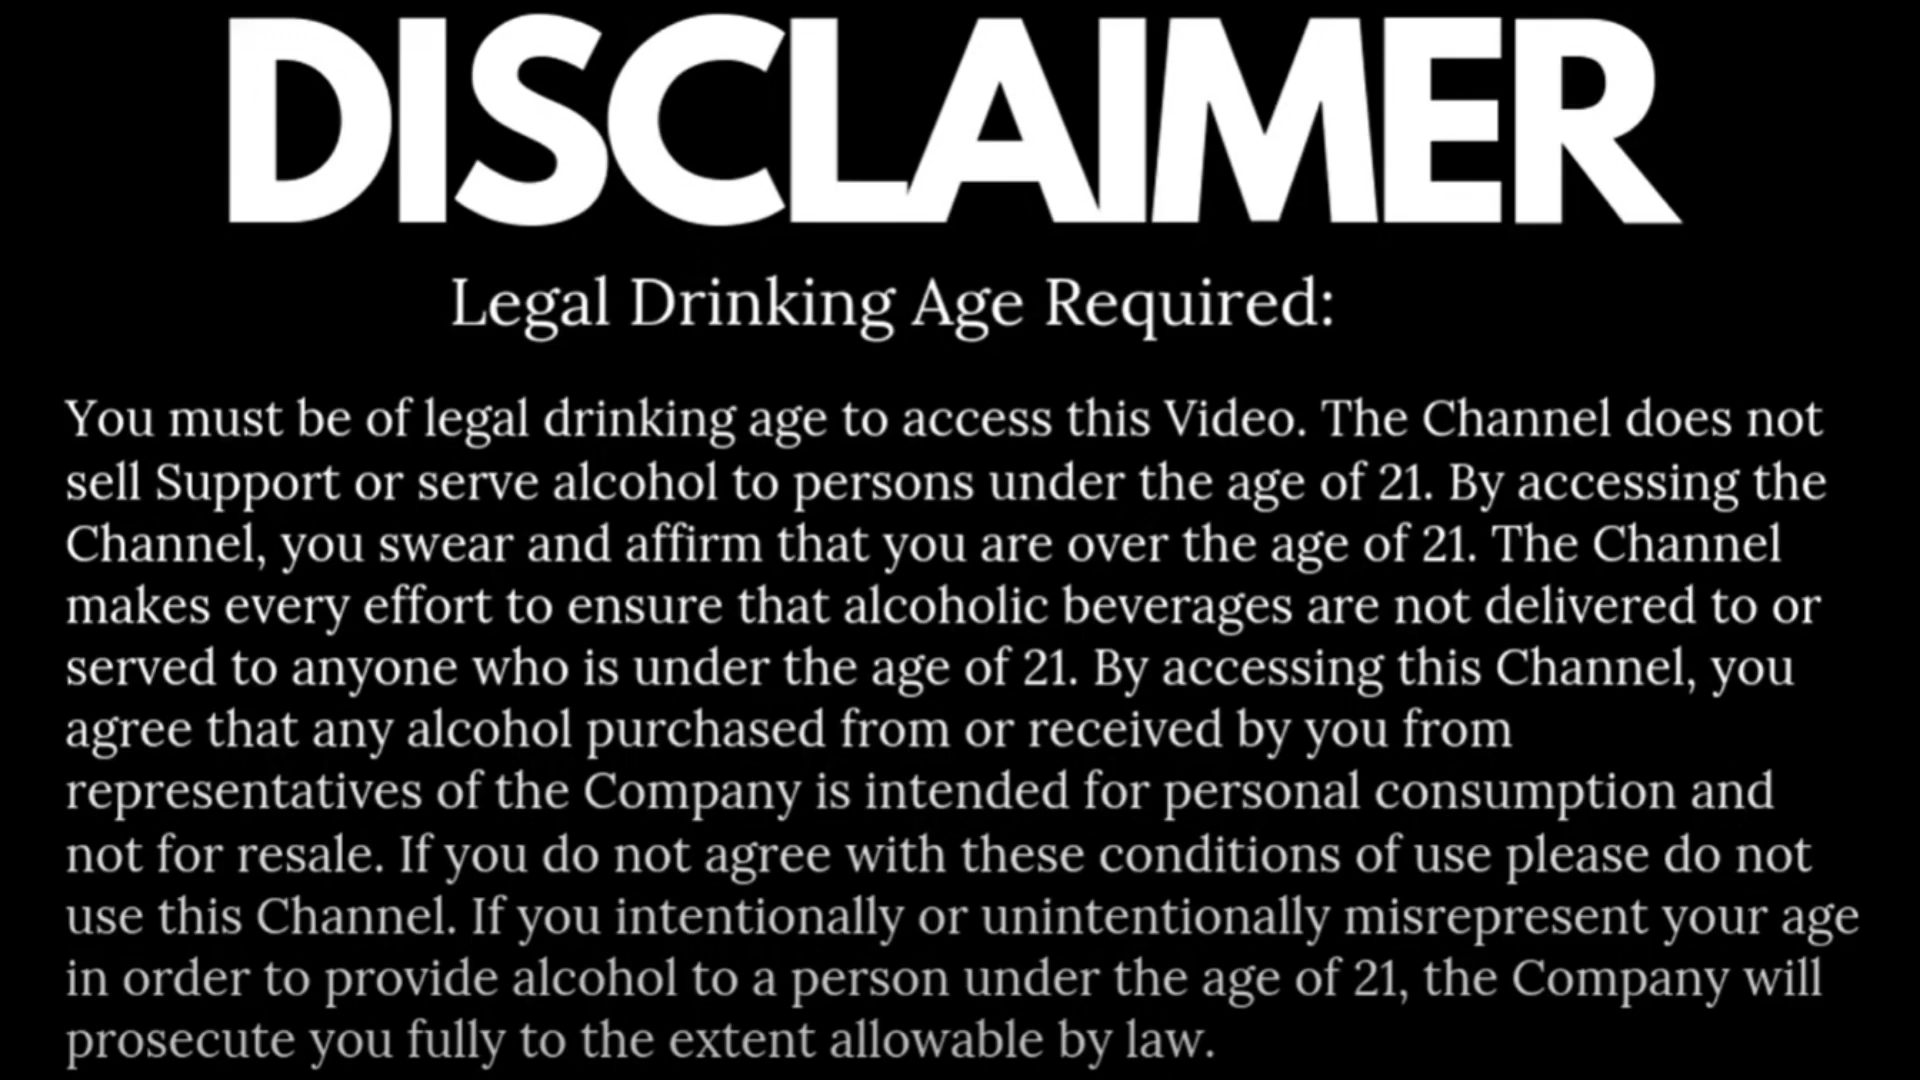 DISCLAIMER
Legal Drinking Age Required:
You must be of legal drinking age to access this Video. The Channel does not
sell Support or serve alcohol to persons under the age of 21. By accessing the
Channel, you swear and affirm that you are over the age of 21. The Channel
makes every effort to ensure that alcoholic beverages are not delivered to or
served to anyone who is under the age of 21. By accessing this Channel, you
agree that any alcohol purchased from or received by you from
representatives of the Company is intended for personal consumption and
not for resale. If you do not agree with these conditions of use please do not
use this Channel. If you intentionally or unintentionally misrepresent your age
in order to provide alcohol to a person under the age of 21, the Company will
prosecute you fully to the extent allowable by law.